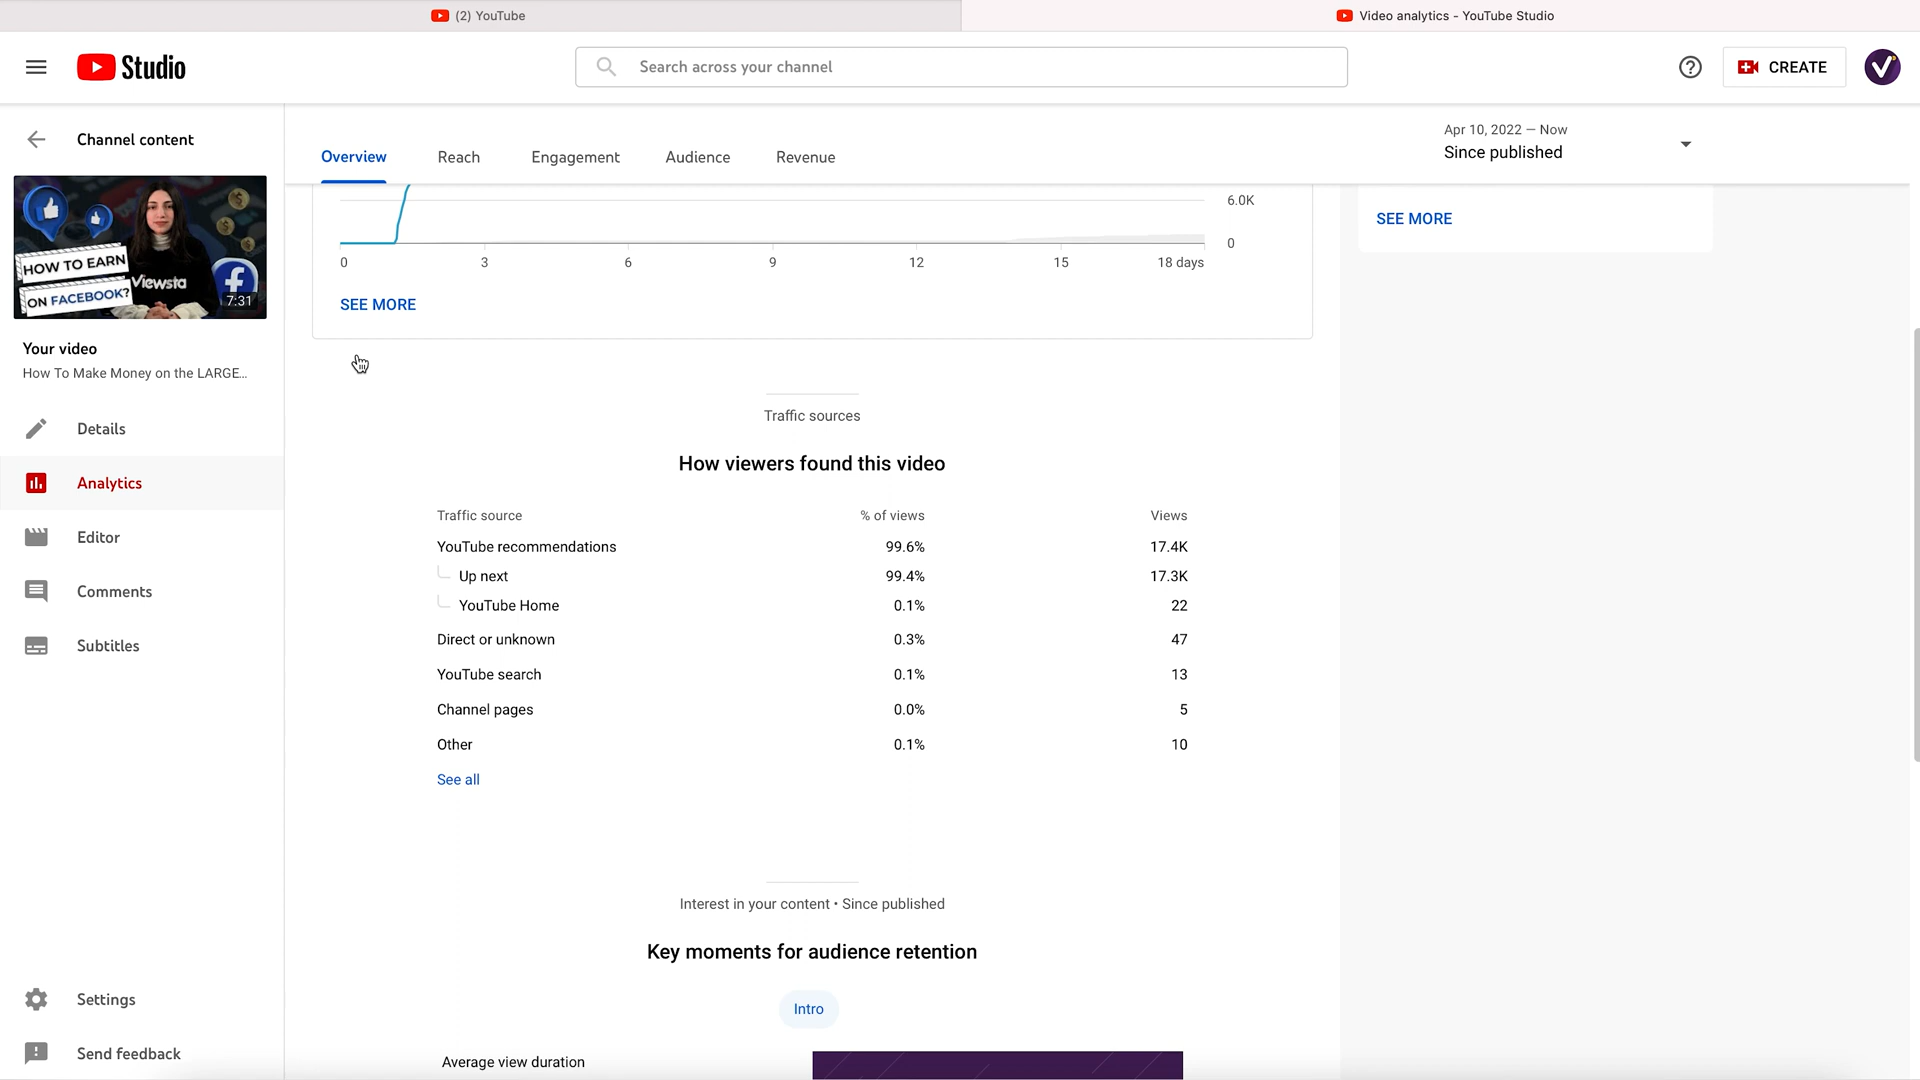 (2) YouTube
Video analytics - YouTube Studio
Studio
Search across your channel
CREATE
Channel content
Overview
Reach
Engagement
Audience
Revenue
Apr 10, 2022 – Now
Since published
HOW TO EARN
ON FACEBOOK?
Viewsta
7:31
Your video
How To Make Money on the LARGE...
Details
Analytics
Editor
Comments
Subtitles
Settings
Send feedback
6.0K
0
0 3 6 9 12 15 18 days
SEE MORE
SEE MORE
Traffic sources
How viewers found this video
Traffic source % of views Views
YouTube recommendations 99.6% 17.4K
Up next 99.4% 17.3K
YouTube Home 0.1% 22
Direct or unknown 0.3% 47
YouTube search 0.1% 13
Channel pages 0.0% 5
Other 0.1% 10
See all
Interest in your content • Since published
Key moments for audience retention
Intro
Average view duration